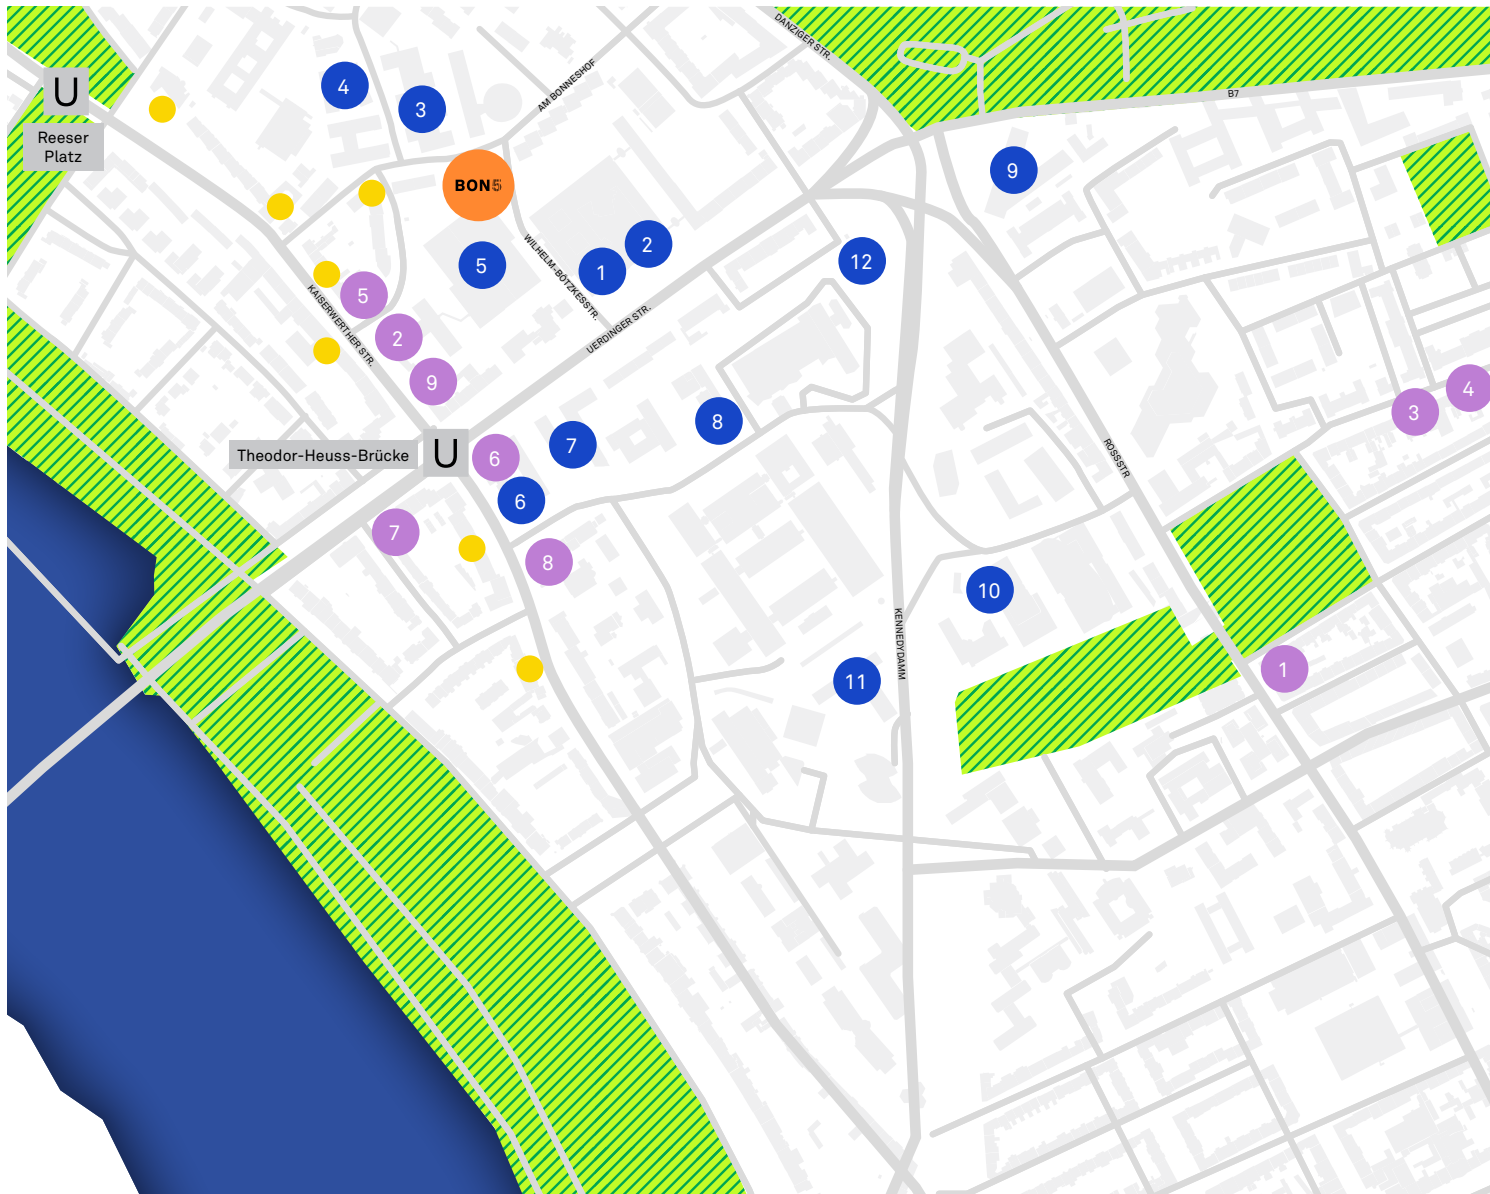 DANZIGER STR.
U
Reeser
Platz
4
3
AM BONNESHOF
B7
9
BON5
5
1
2
12
WILHELM-BÖTZKESSTR.
UERDINGER STR.
5
KAISERWERTHER STR.
2
9
4
3
8
7
Theodor-Heuss-Brücke
U
6
ROSSSTR
6
7
8
10
KENNEDYDAMM
11
1